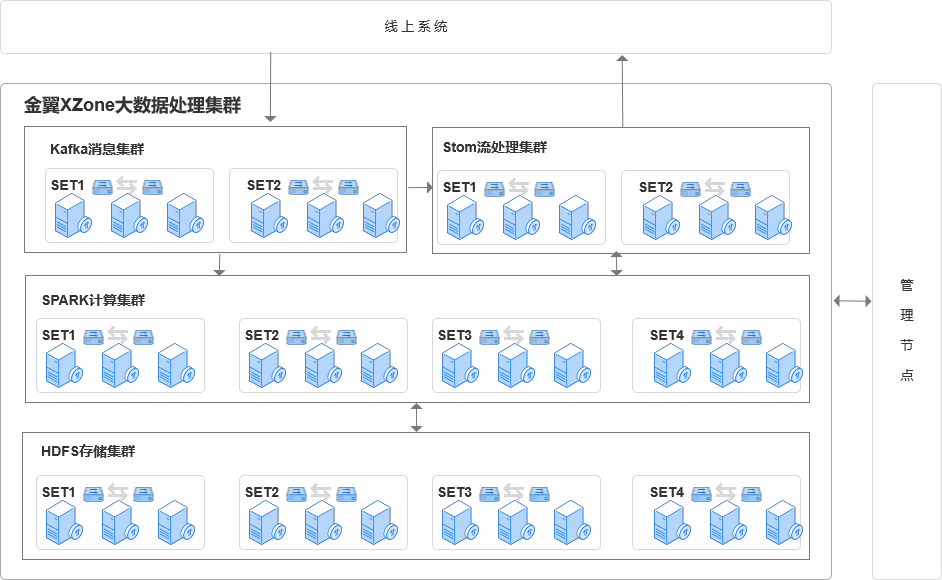 线上系统
金翼XZone大数据处理集群
Kafka消息集群
SET1
SET2
Stom流处理集群
SET1
SET2
SPARK计算集群
SET1
SET2
SET3
SET4
HDFS存储集群
SET1
SET2
SET3
SET4
管
理
节
点